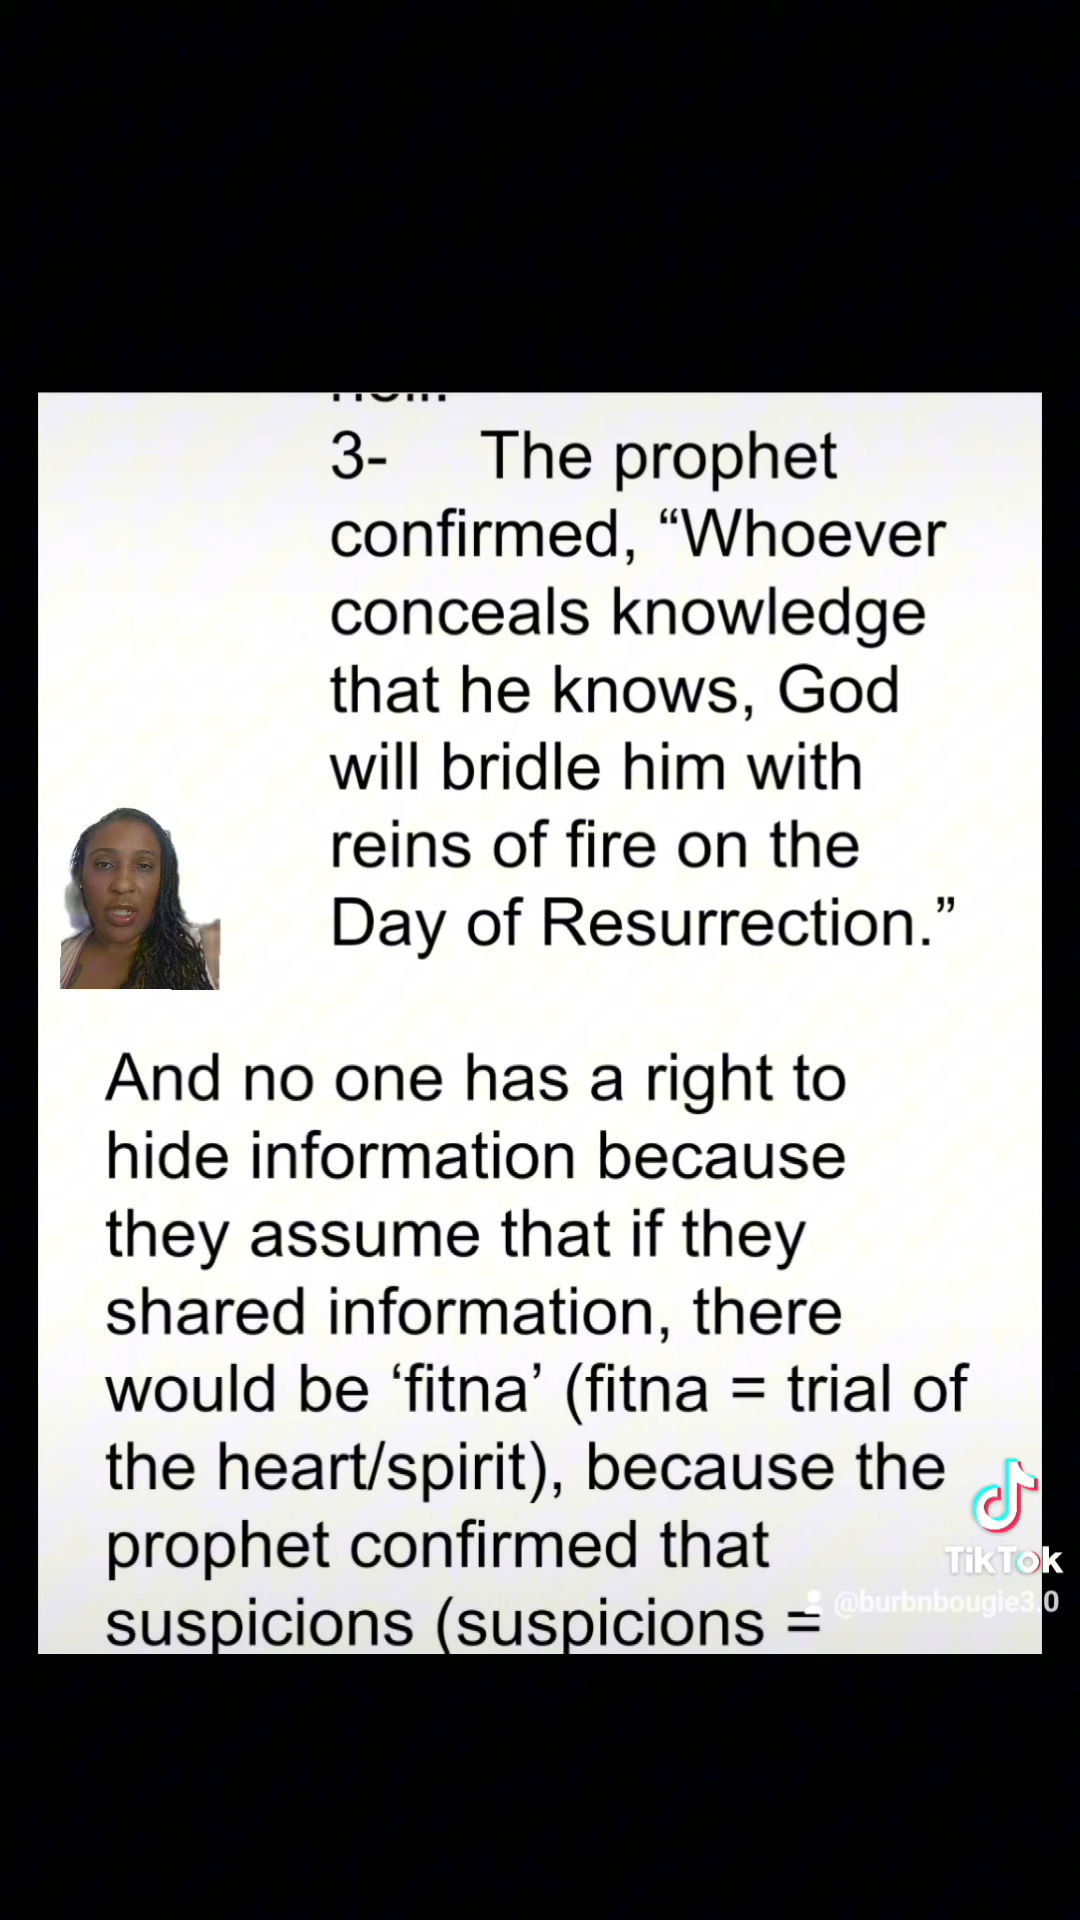 3- The prophet
confirmed, “Whoever
conceals knowledge
that he knows, God
will bridle him with
reins of fire on the
Day of Resurrection.”
And no one has a right to
hide information because
they assume that if they
shared information, there
would be ‘fitna’ (fitna = trial of
the heart/spirit), because the
prophet confirmed that
suspicions (suspicions =
TikTok
@burbnbougie3.0